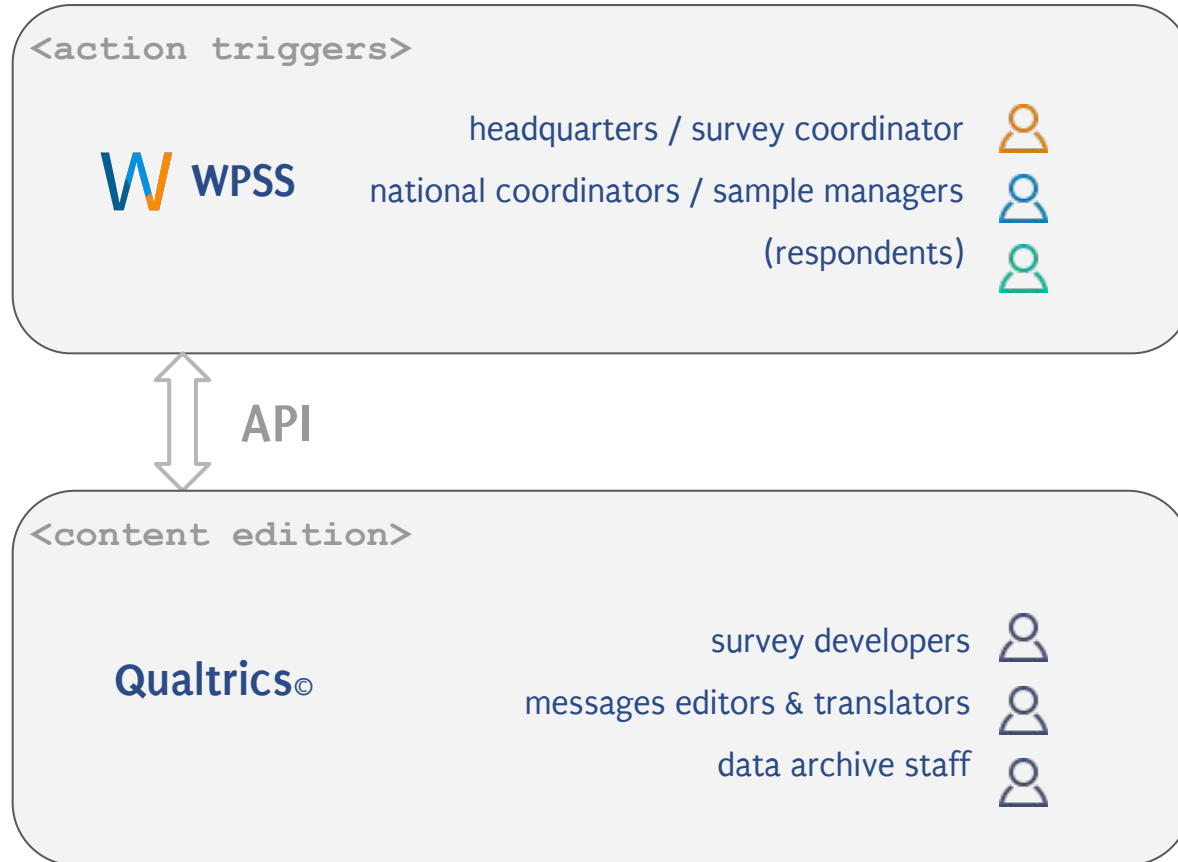 <action triggers>
headquarters / survey coordinator
W WPSS
national coordinators / sample managers
(respondents)
API
<content edition>
survey developers
Qualtrics©
messages editors & translators
data archive staff